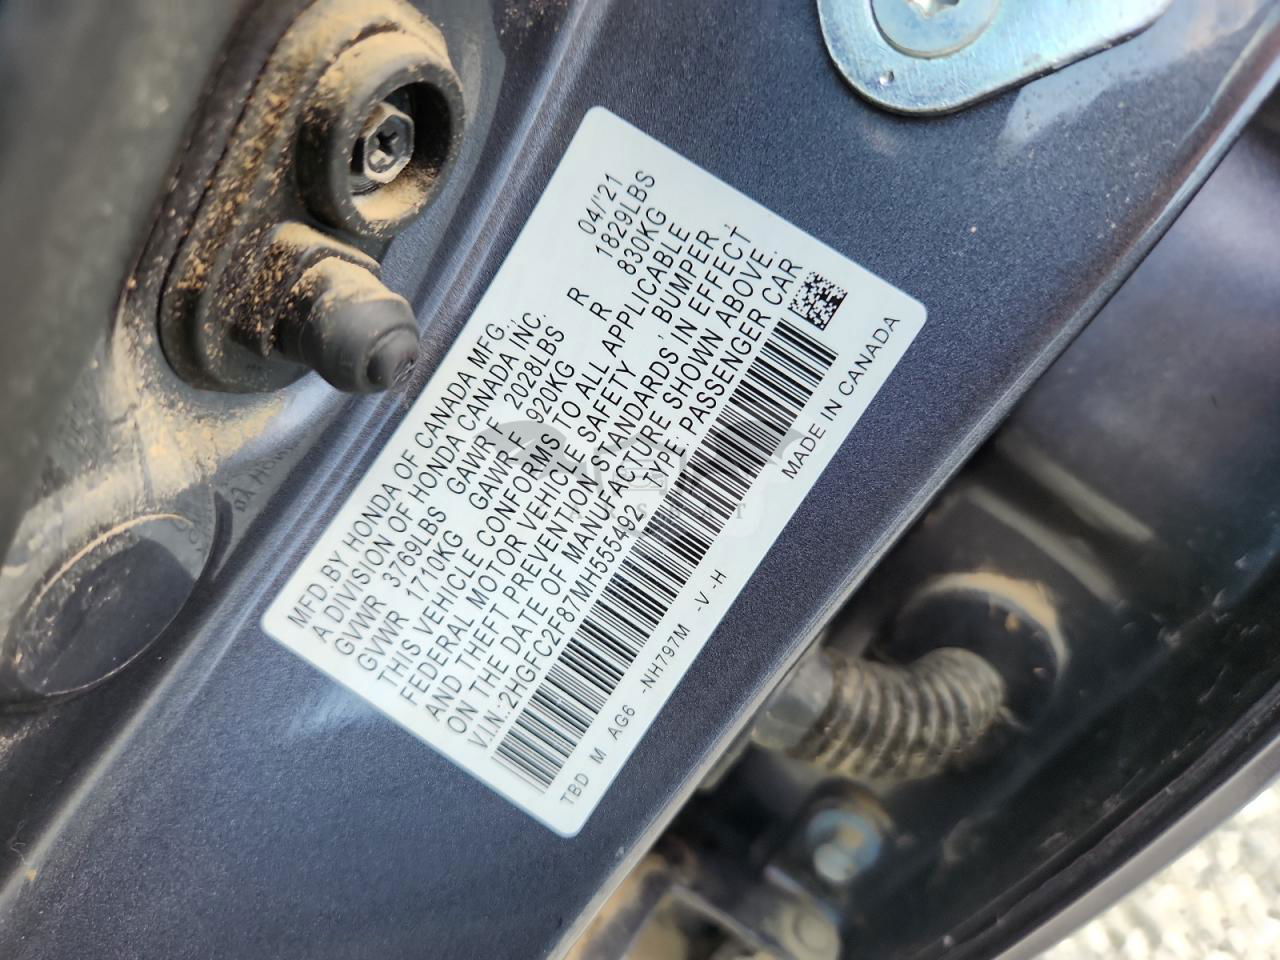 MFD.BY HONDA OF CANADA MFG. 04/'21
A DIVISION OF HONDA CANADA INC.
GVWR 3769LBS GAWR F 2028LBS R 1829LBS
GVWR 1710KG GAWR F 920KG R 830KG
THIS VEHICLE CONFORMS TO ALL APPLICABLE
FEDERAL MOTOR VEHICLE SAFETY, BUMPER,
AND THEFT PREVENTION STANDARDS IN EFFECT
ON THE DATE OF MANUFACTURE SHOWN ABOVE.
V.I.N.:2HGFC2F87MH555492 TYPE: PASSENGER CAR
TBD M AG6 -NH797M -V -H MADE IN CANADA